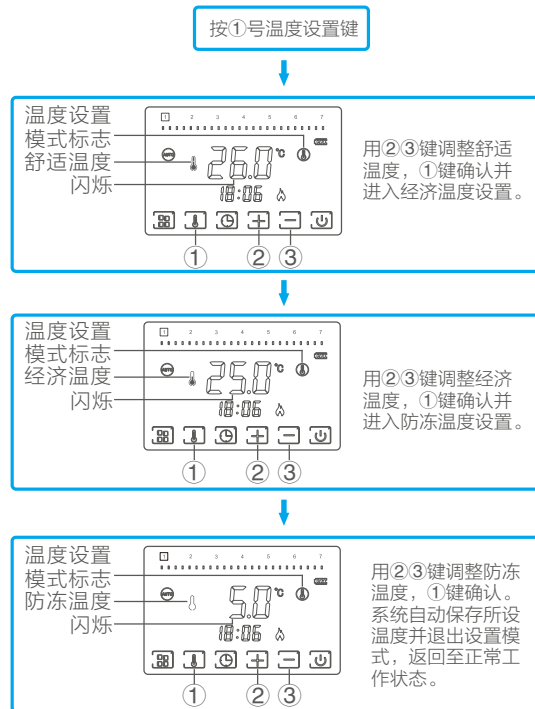 按①号温度设置键
温度设置
模式标志
舒适温度
闪烁
1 2 3 4 5 6 7
AUTO
26.0 ℃
18:06
① ② ③
用②③键调整舒适
温度，①键确认并
进入经济温度设置。
温度设置
模式标志
经济温度
闪烁
1 2 3 4 5 6 7
AUTO
25.0 ℃
18:06
① ② ③
用②③键调整经济
温度，①键确认并
进入防冻温度设置。
温度设置
模式标志
防冻温度
闪烁
1 2 3 4 5 6 7
AUTO
5.0 ℃
18:06
① ② ③
用②③键调整防冻
温度，①键确认。
系统自动保存所设
温度并退出设置模
式，返回至正常工
作状态。